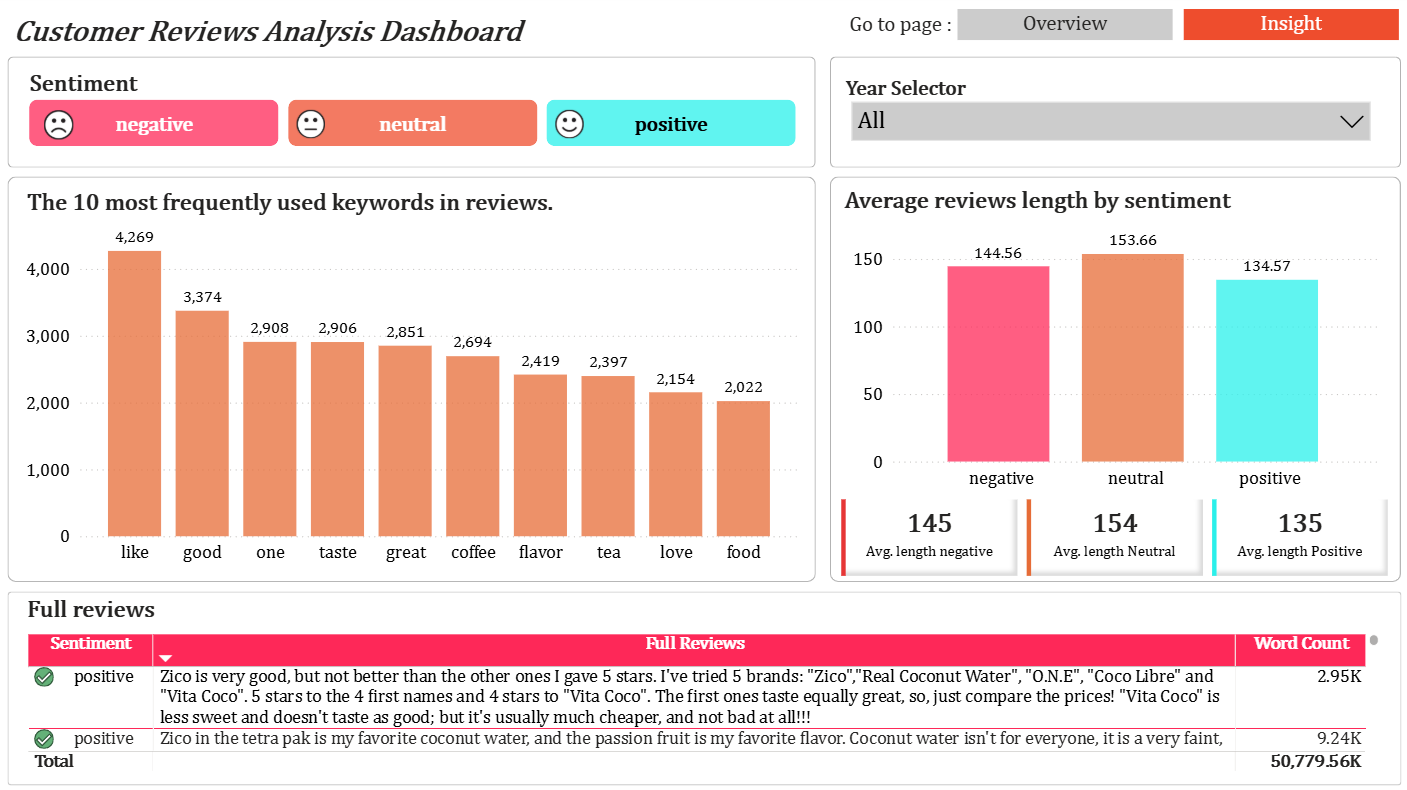 Customer Reviews Analysis Dashboard
Go to page :
Overview
Insight
Sentiment
negative
neutral
positive
Year Selector
All
The 10 most frequently used keywords in reviews.
4,269
3,374
2,908
2,906
2,851
2,694
2,419
2,397
2,154
2,022
4,000
3,000
2,000
1,000
0
like good one taste great coffee flavor tea love food
Average reviews length by sentiment
144.56
153.66
134.57
150
100
50
0
negative neutral positive
145
Avg. length negative
154
Avg. length Neutral
135
Avg. length Positive
Full reviews
Sentiment Full Reviews Word Count
positive Zico is very good, but not better than the other ones I gave 5 stars. I've tried 5 brands: "Zico","Real Coconut Water", "O.N.E", "Coco Libre" and 2.95K
"Vita Coco". 5 stars to the 4 first names and 4 stars to "Vita Coco". The first ones taste equally great, so, just compare the prices! "Vita Coco" is
less sweet and doesn't taste as good; but it's usually much cheaper, and not bad at all!!!
positive Zico in the tetra pak is my favorite coconut water, and the passion fruit is my favorite flavor. Coconut water isn't for everyone, it is a very faint, 9.24K
Total 50,779.56K